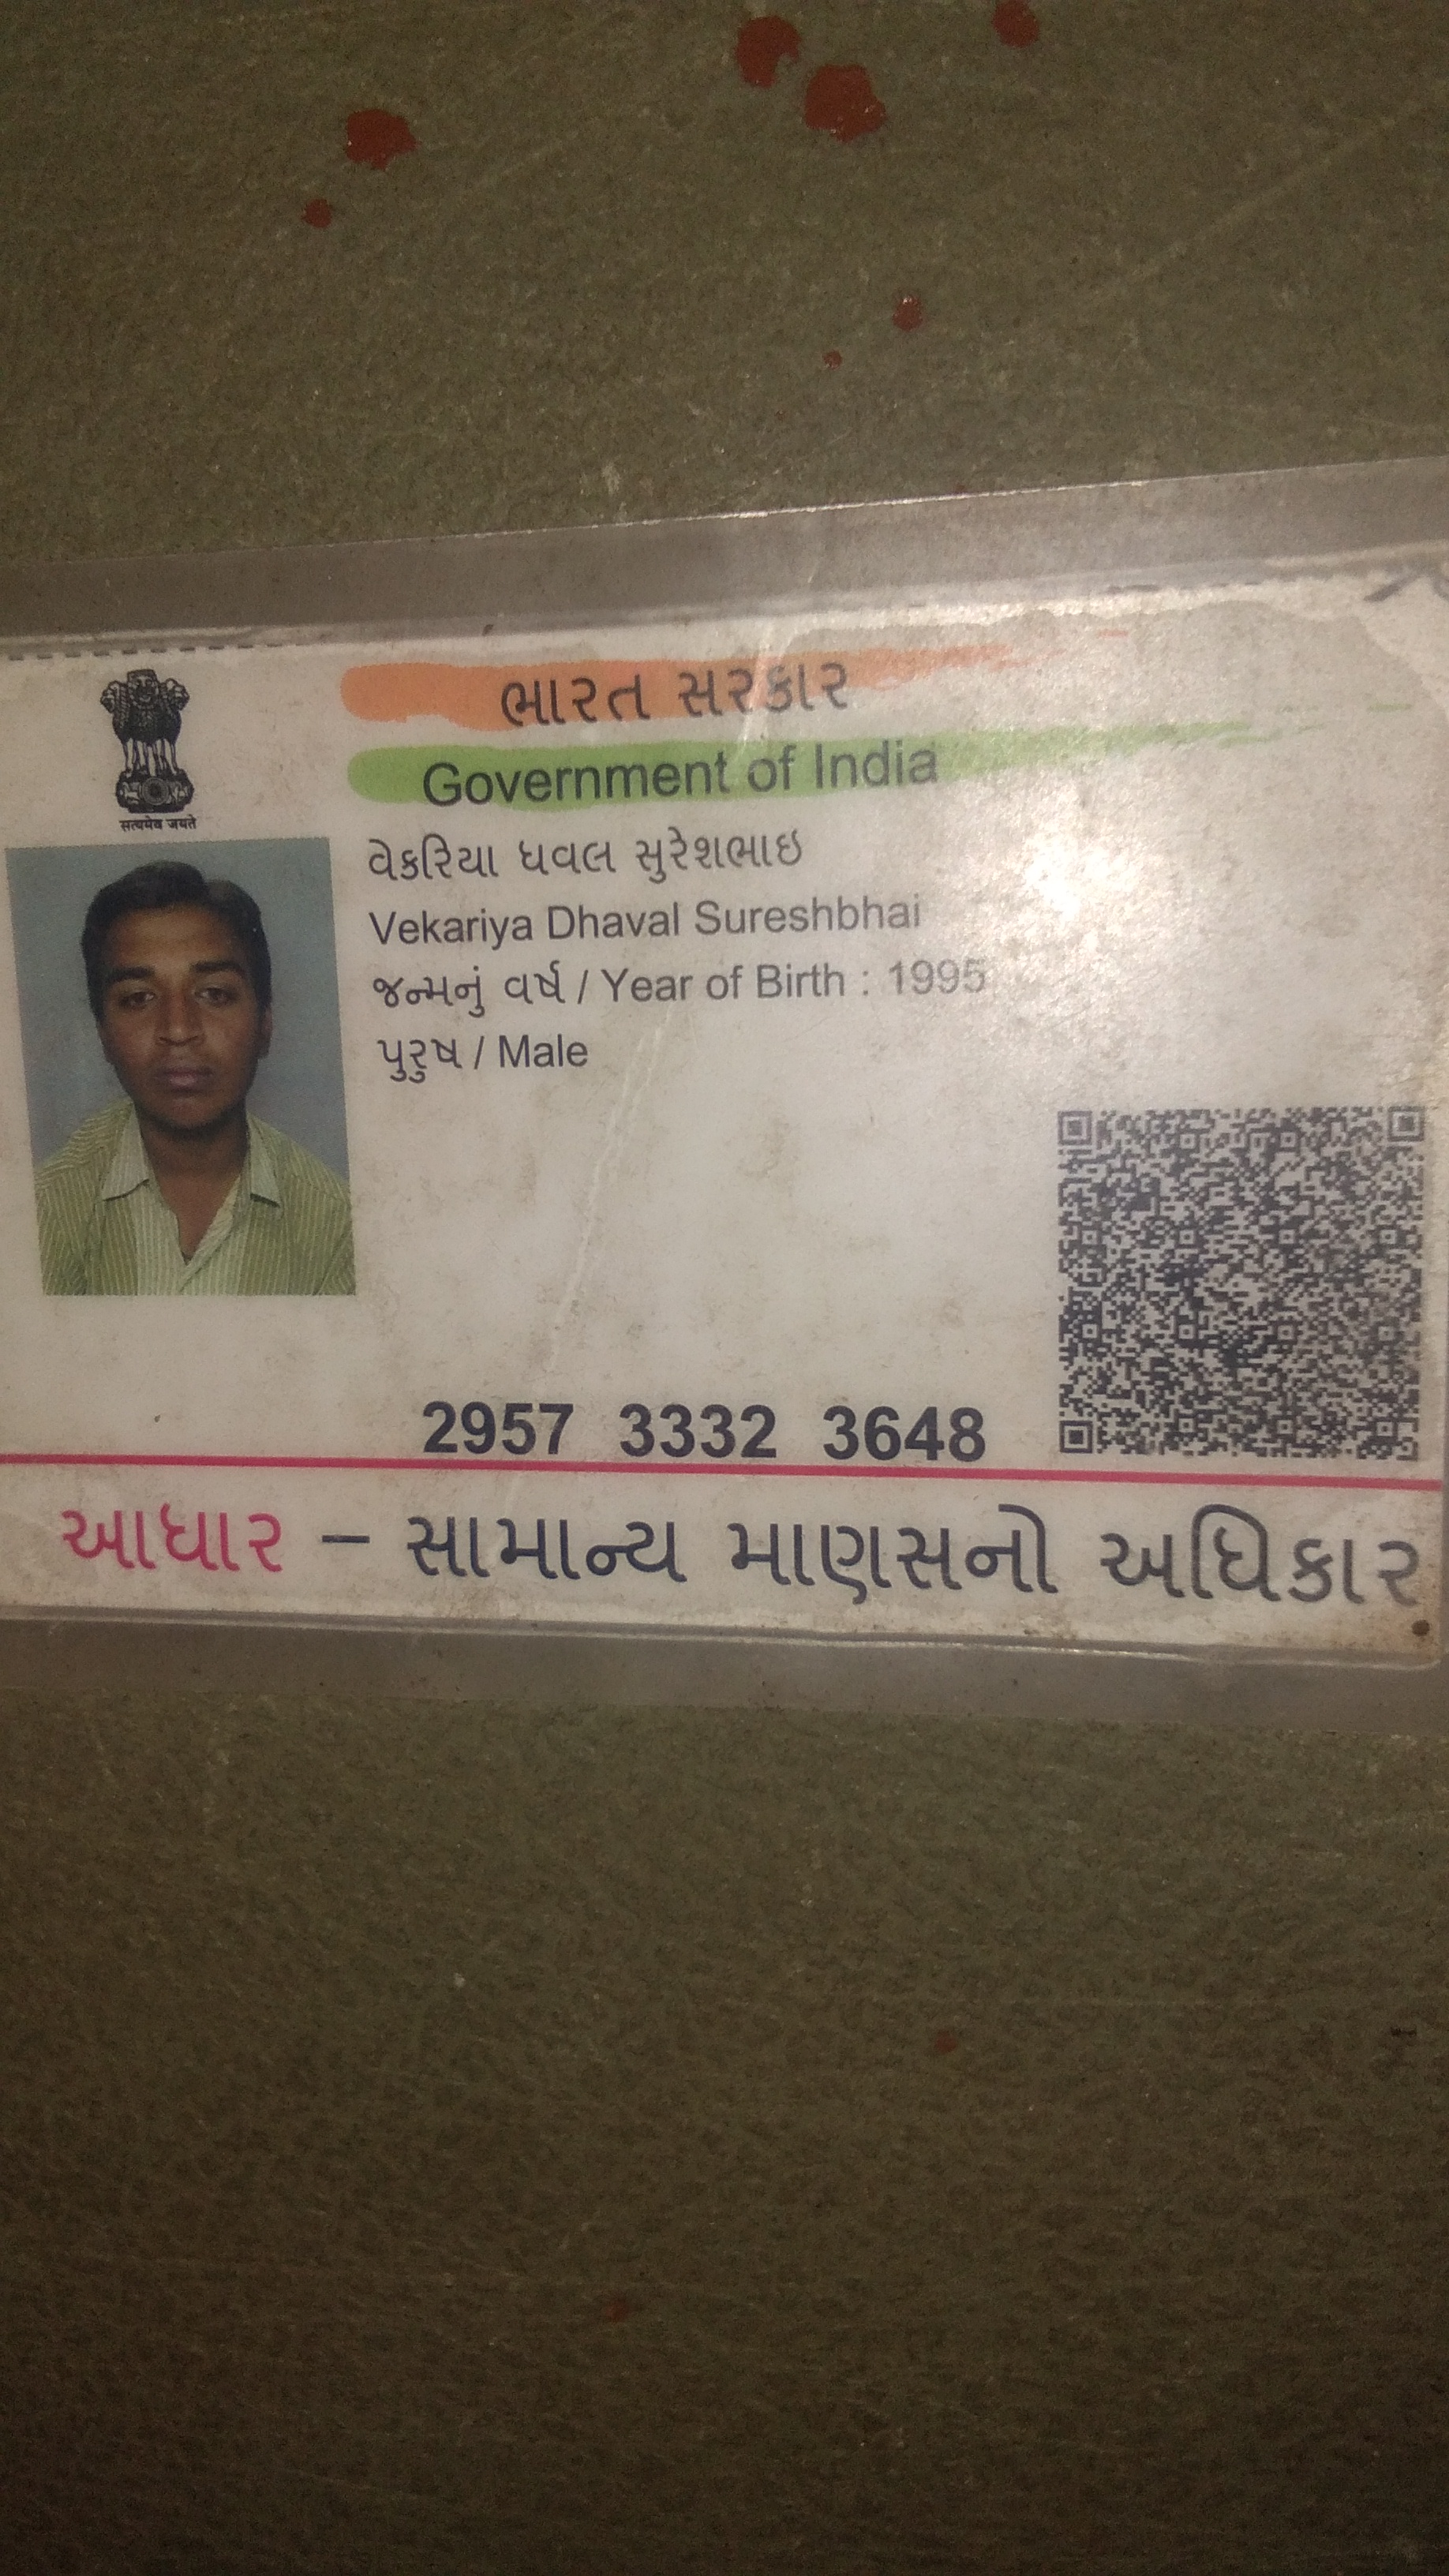 ભારત સરકાર
Government of India
सत्यमेव जयते
વેકરિયા ધવલ સુરેશભાઇ
Vekariya Dhaval Sureshbhai
જન્મનું વર્ષ / Year of Birth : 1995
પુરુષ / Male
2957 3332 3648
આધાર – સામાન્ય માણસનો અધિકાર